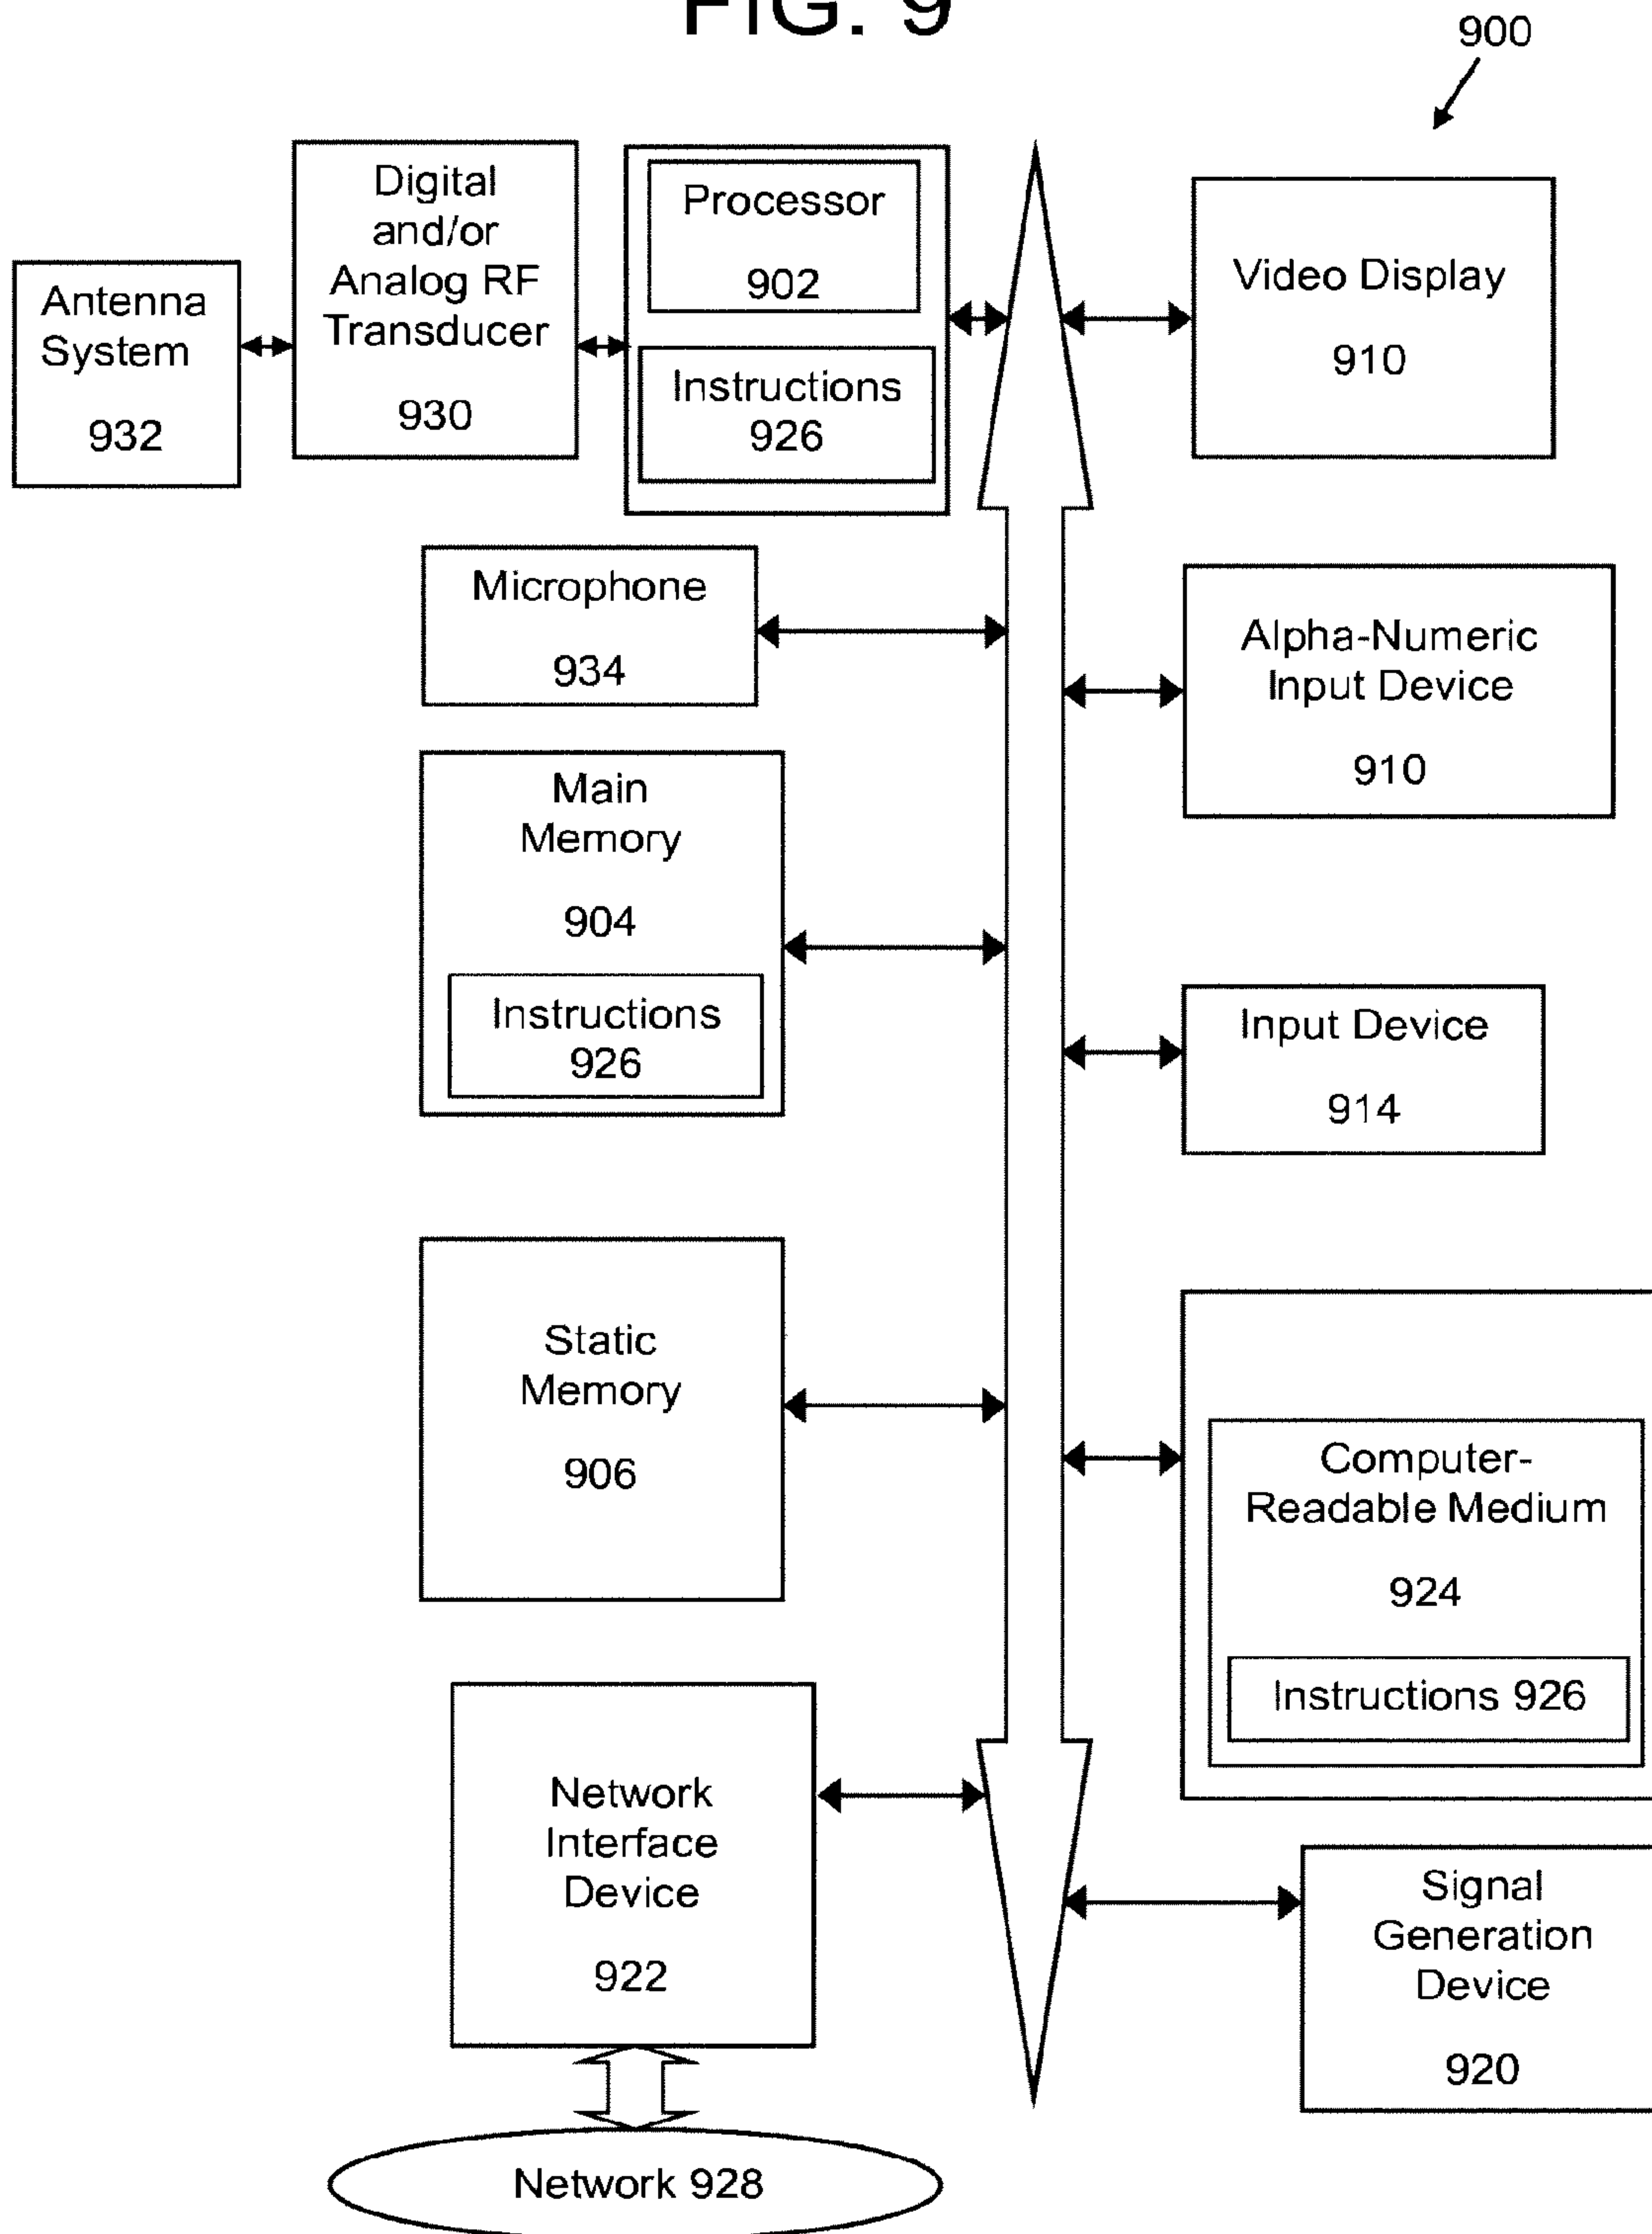 FIG. 9
900
Antenna
System
932
Digital
and/or
Analog RF
Transducer
930
Processor
902
Instructions
926
Video Display
910
Microphone
934
Alpha-Numeric
Input Device
910
Main
Memory
904
Instructions
926
Input Device
914
Static
Memory
906
Computer-
Readable Medium
924
Instructions 926
Network
Interface
Device
922
Signal
Generation
Device
920
Network 928